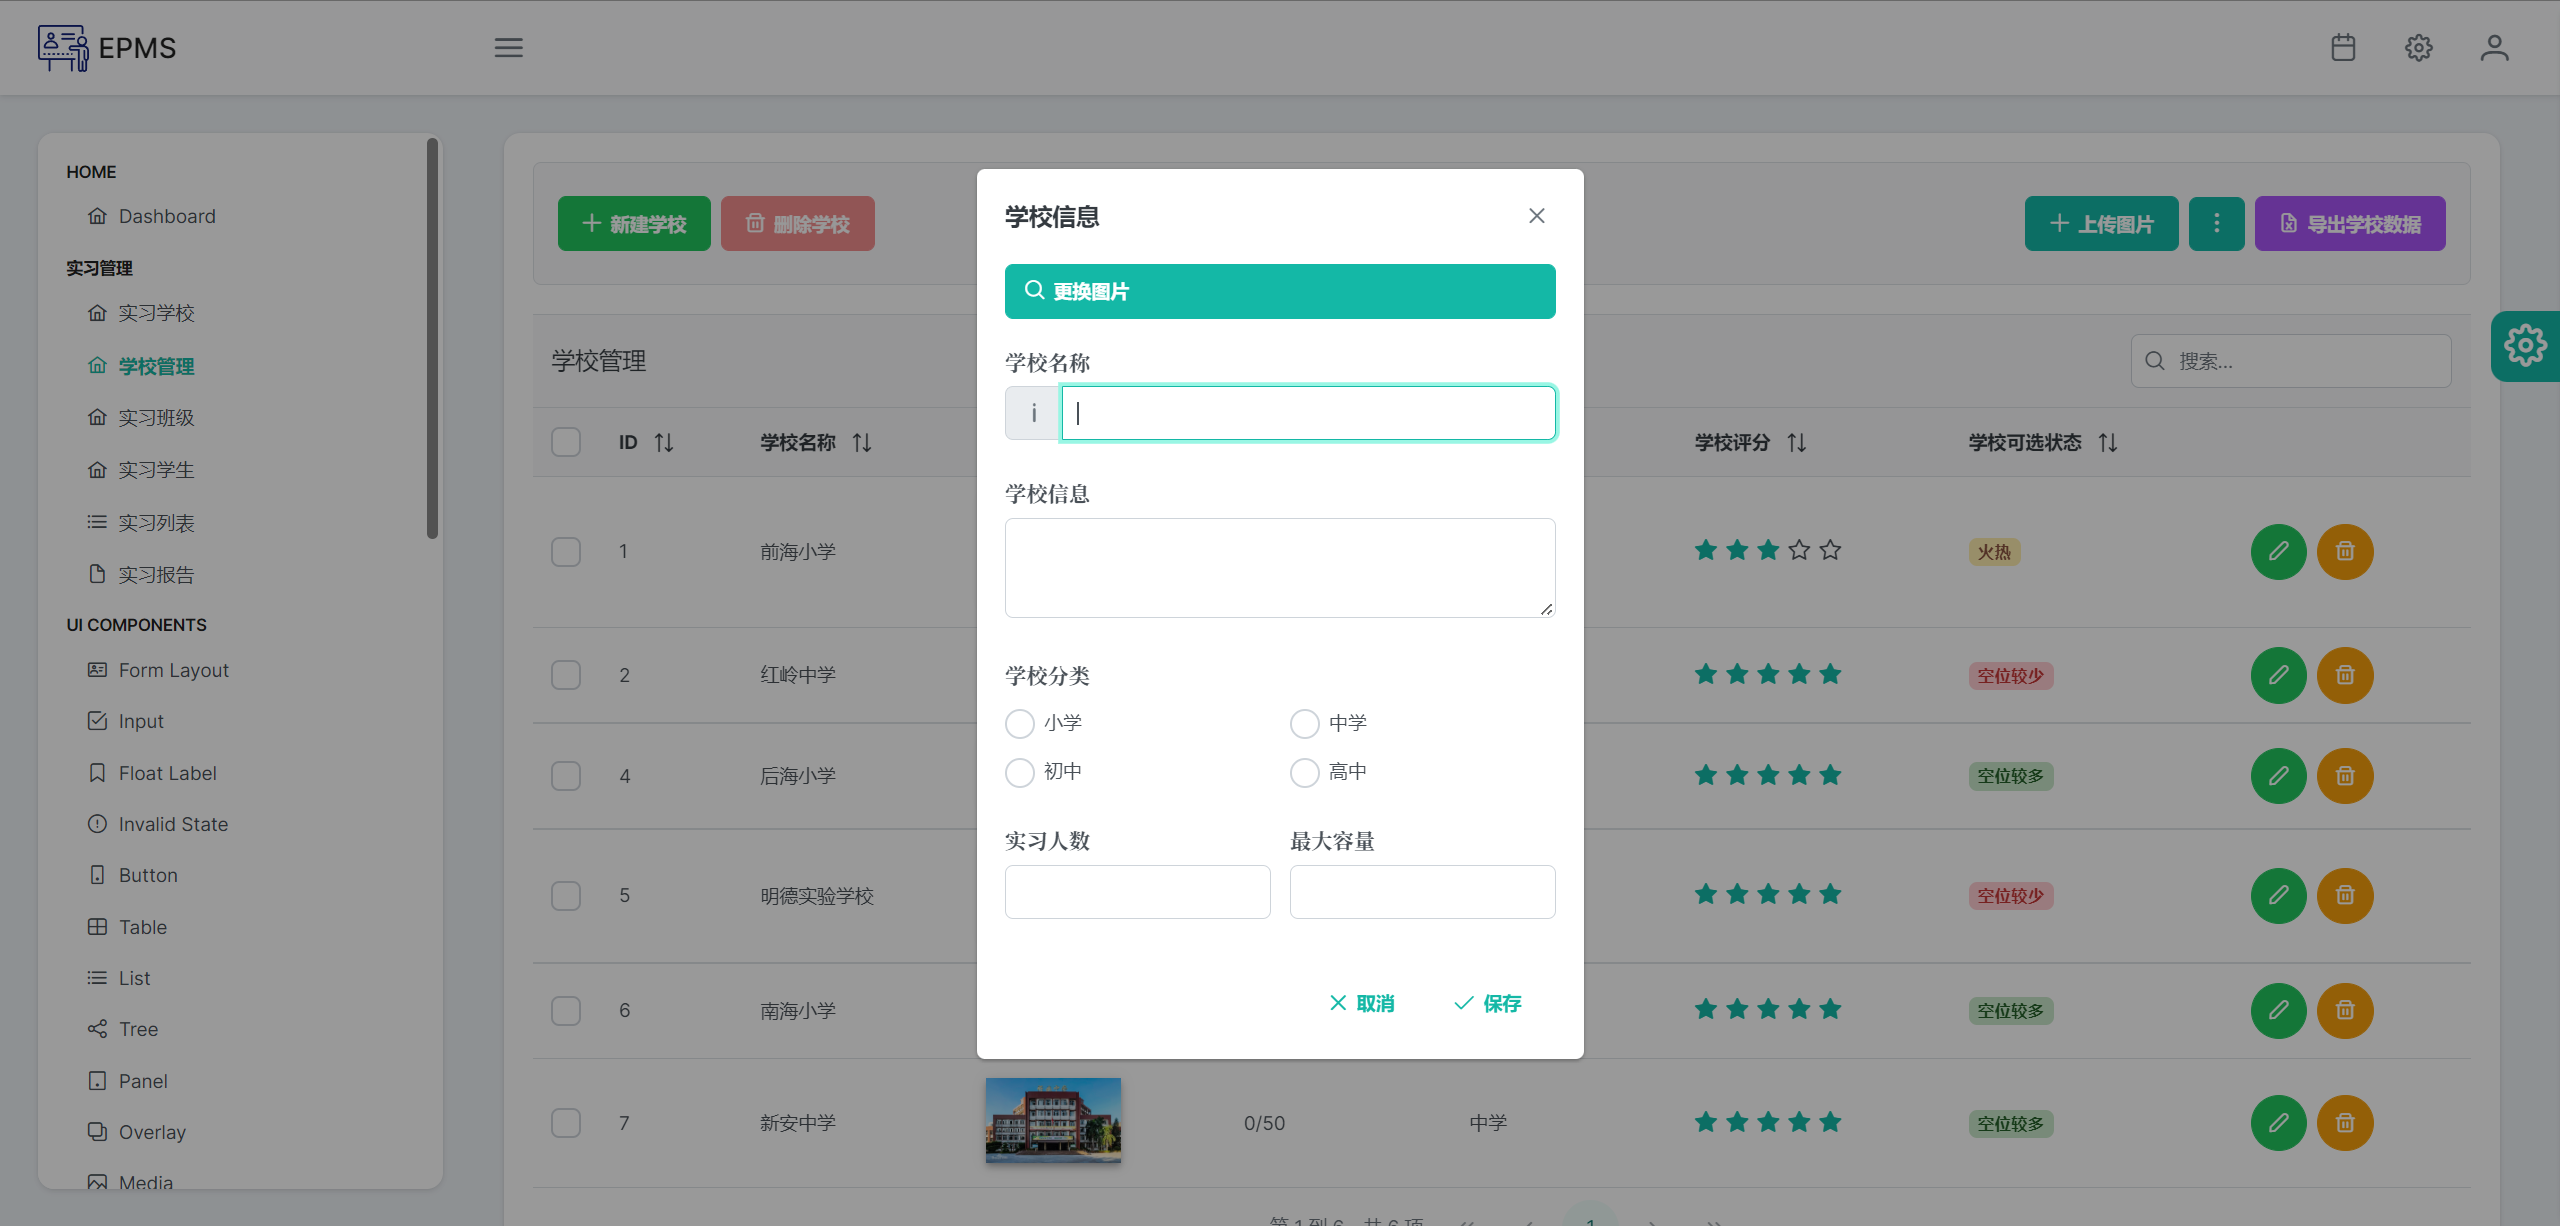 EPMS
HOME
Dashboard
实习管理
实习学校
学校管理
实习班级
实习学生
实习列表
实习报告
UI COMPONENTS
Form Layout
Input
Float Label
Invalid State
Button
Table
List
Tree
Panel
Overlay
Media
新建学校 删除学校 上传图片 导出学校数据
学校管理 搜索...
ID 学校名称 学校评分 学校可选状态
1 前海小学 火热
2 红岭中学 空位较少
4 后海小学 空位较多
5 明德实验学校 空位较少
6 南海小学 空位较多
7 新安中学 0/50 中学 空位较多
第 1 到 6，共 6 项 1
学校信息
更换图片
学校名称
学校信息
学校分类
小学 中学
初中 高中
实习人数 最大容量
取消 保存